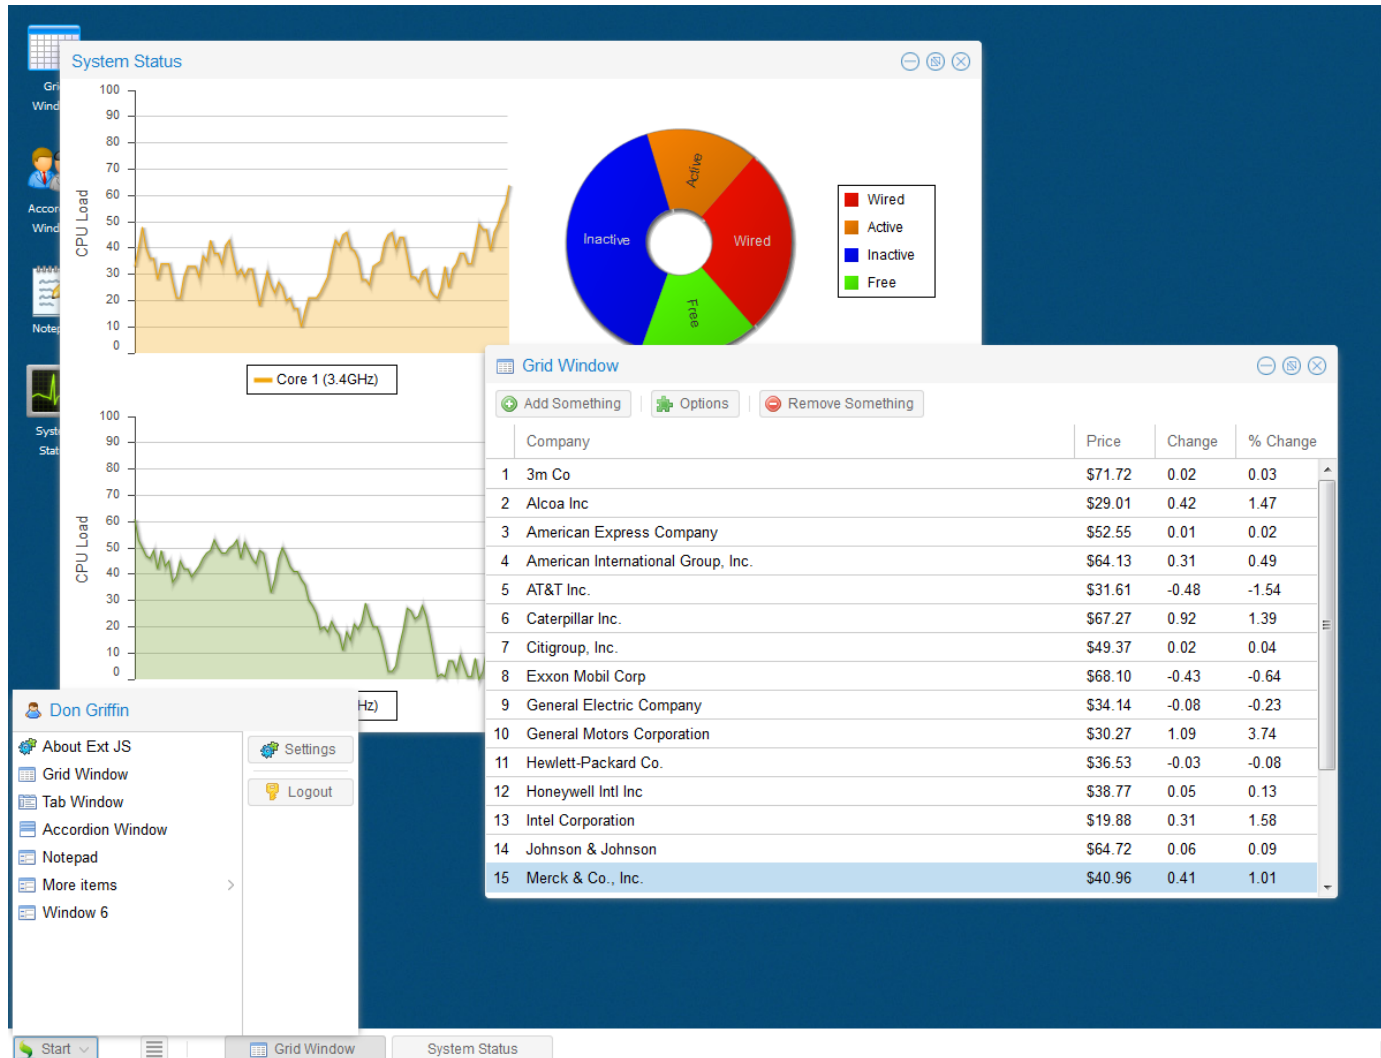 Gri
Wind
Accor
Wind
Note
Syst
Stat
System Status
100
90
80
70
60
50
40
30
20
10
0
CPU Load
Core 1 (3.4GHz)
Active
Inactive
Wired
Free
Wired
Active
Inactive
Free
100
90
80
70
60
50
40
30
20
10
0
CPU Load
Hz)
Grid Window
Add Something Options Remove Something
Company Price Change % Change
1 3m Co $71.72 0.02 0.03
2 Alcoa Inc $29.01 0.42 1.47
3 American Express Company $52.55 0.01 0.02
4 American International Group, Inc. $64.13 0.31 0.49
5 AT&T Inc. $31.61 -0.48 -1.54
6 Caterpillar Inc. $67.27 0.92 1.39
7 Citigroup, Inc. $49.37 0.02 0.04
8 Exxon Mobil Corp $68.10 -0.43 -0.64
9 General Electric Company $34.14 -0.08 -0.23
10 General Motors Corporation $30.27 1.09 3.74
11 Hewlett-Packard Co. $36.53 -0.03 -0.08
12 Honeywell Intl Inc $38.77 0.05 0.13
13 Intel Corporation $19.88 0.31 1.58
14 Johnson & Johnson $64.72 0.06 0.09
15 Merck & Co., Inc. $40.96 0.41 1.01
Don Griffin
About Ext JS
Grid Window
Tab Window
Accordion Window
Notepad
More items
Window 6
Settings
Logout
Start Grid Window System Status